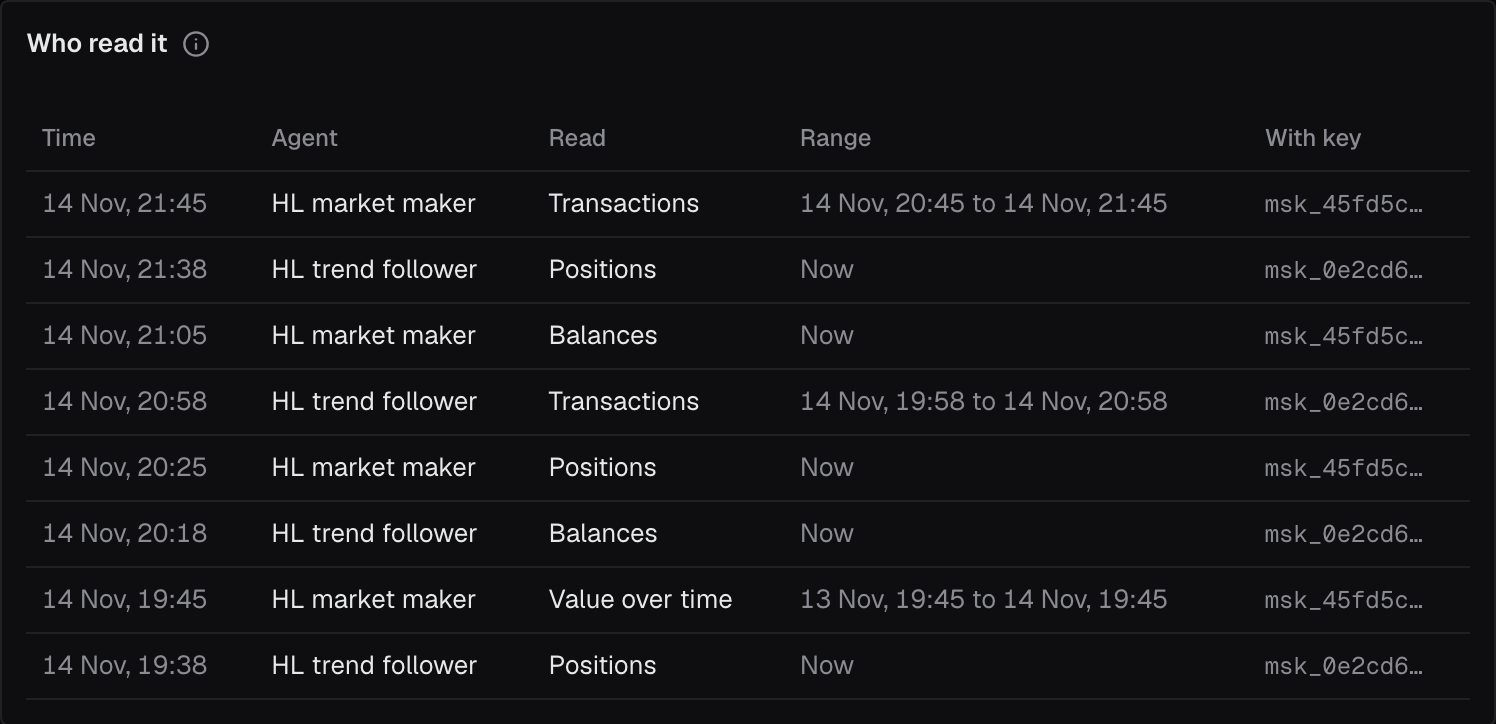 Who read it
Time Agent Read Range With key
14 Nov, 21:45 HL market maker Transactions 14 Nov, 20:45 to 14 Nov, 21:45 msk_45fd5c…
14 Nov, 21:38 HL trend follower Positions Now msk_0e2cd6…
14 Nov, 21:05 HL market maker Balances Now msk_45fd5c…
14 Nov, 20:58 HL trend follower Transactions 14 Nov, 19:58 to 14 Nov, 20:58 msk_0e2cd6…
14 Nov, 20:25 HL market maker Positions Now msk_45fd5c…
14 Nov, 20:18 HL trend follower Balances Now msk_0e2cd6…
14 Nov, 19:45 HL market maker Value over time 13 Nov, 19:45 to 14 Nov, 19:45 msk_45fd5c…
14 Nov, 19:38 HL trend follower Positions Now msk_0e2cd6…